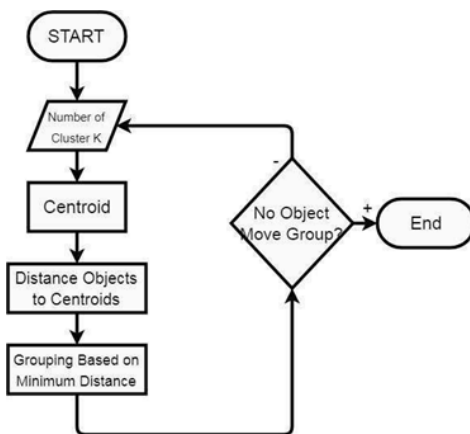 START
Number of
Cluster K
Centroid
Distance Objects
to Centroids
Grouping Based on
Minimum Distance
-
No Object
Move Group?
+
End